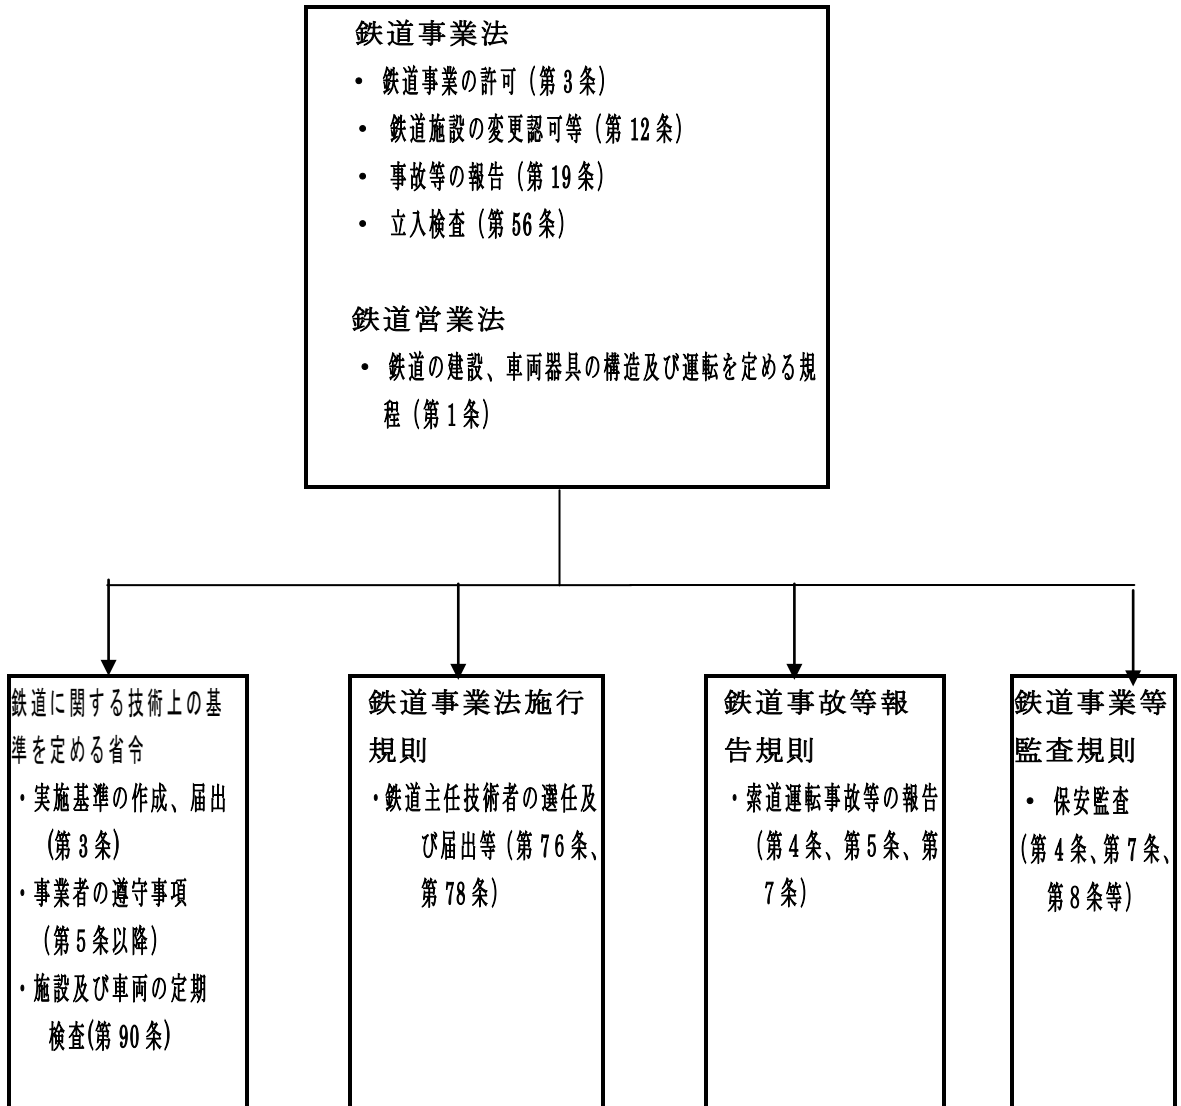 鉄道事業法
・ 鉄道事業の許可（第3条）
・ 鉄道施設の変更認可等（第12条）
・ 事故等の報告（第19条）
・ 立入検査（第56条）
鉄道営業法
・ 鉄道の建設、車両器具の構造及び運転を定める規
程（第1条）
鉄道に関する技術上の基
準を定める省令
・実施基準の作成、届出
(第3条)
・事業者の遵守事項
（第5条以降）
・施設及び車両の定期
検査(第90条)
鉄道事業法施行
規則
・鉄道主任技術者の選任及
び届出等（第76条、
第78条）
鉄道事故等報
告規則
・索道運転事故等の報告
（第4条、第5条、第
7条）
鉄道事業等
監査規則
・ 保安監査
（第4条、第7条、
第8条等）